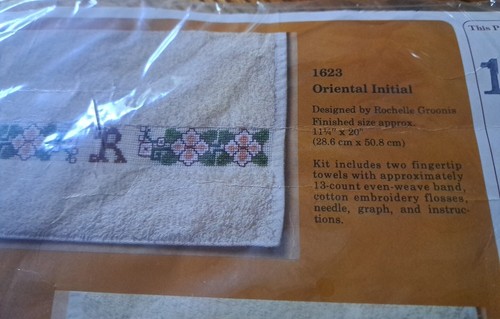 This P
1623
Oriental Initial
Designed by Rochelle Groonis
Finished size approx.
11¼" x 20"
(28.6 cm x 50.8 cm)
Kit includes two fingertip
towels with approximately
13-count even-weave band,
cotton embroidery flosses,
needle, graph, and instruc-
tions.
R
1